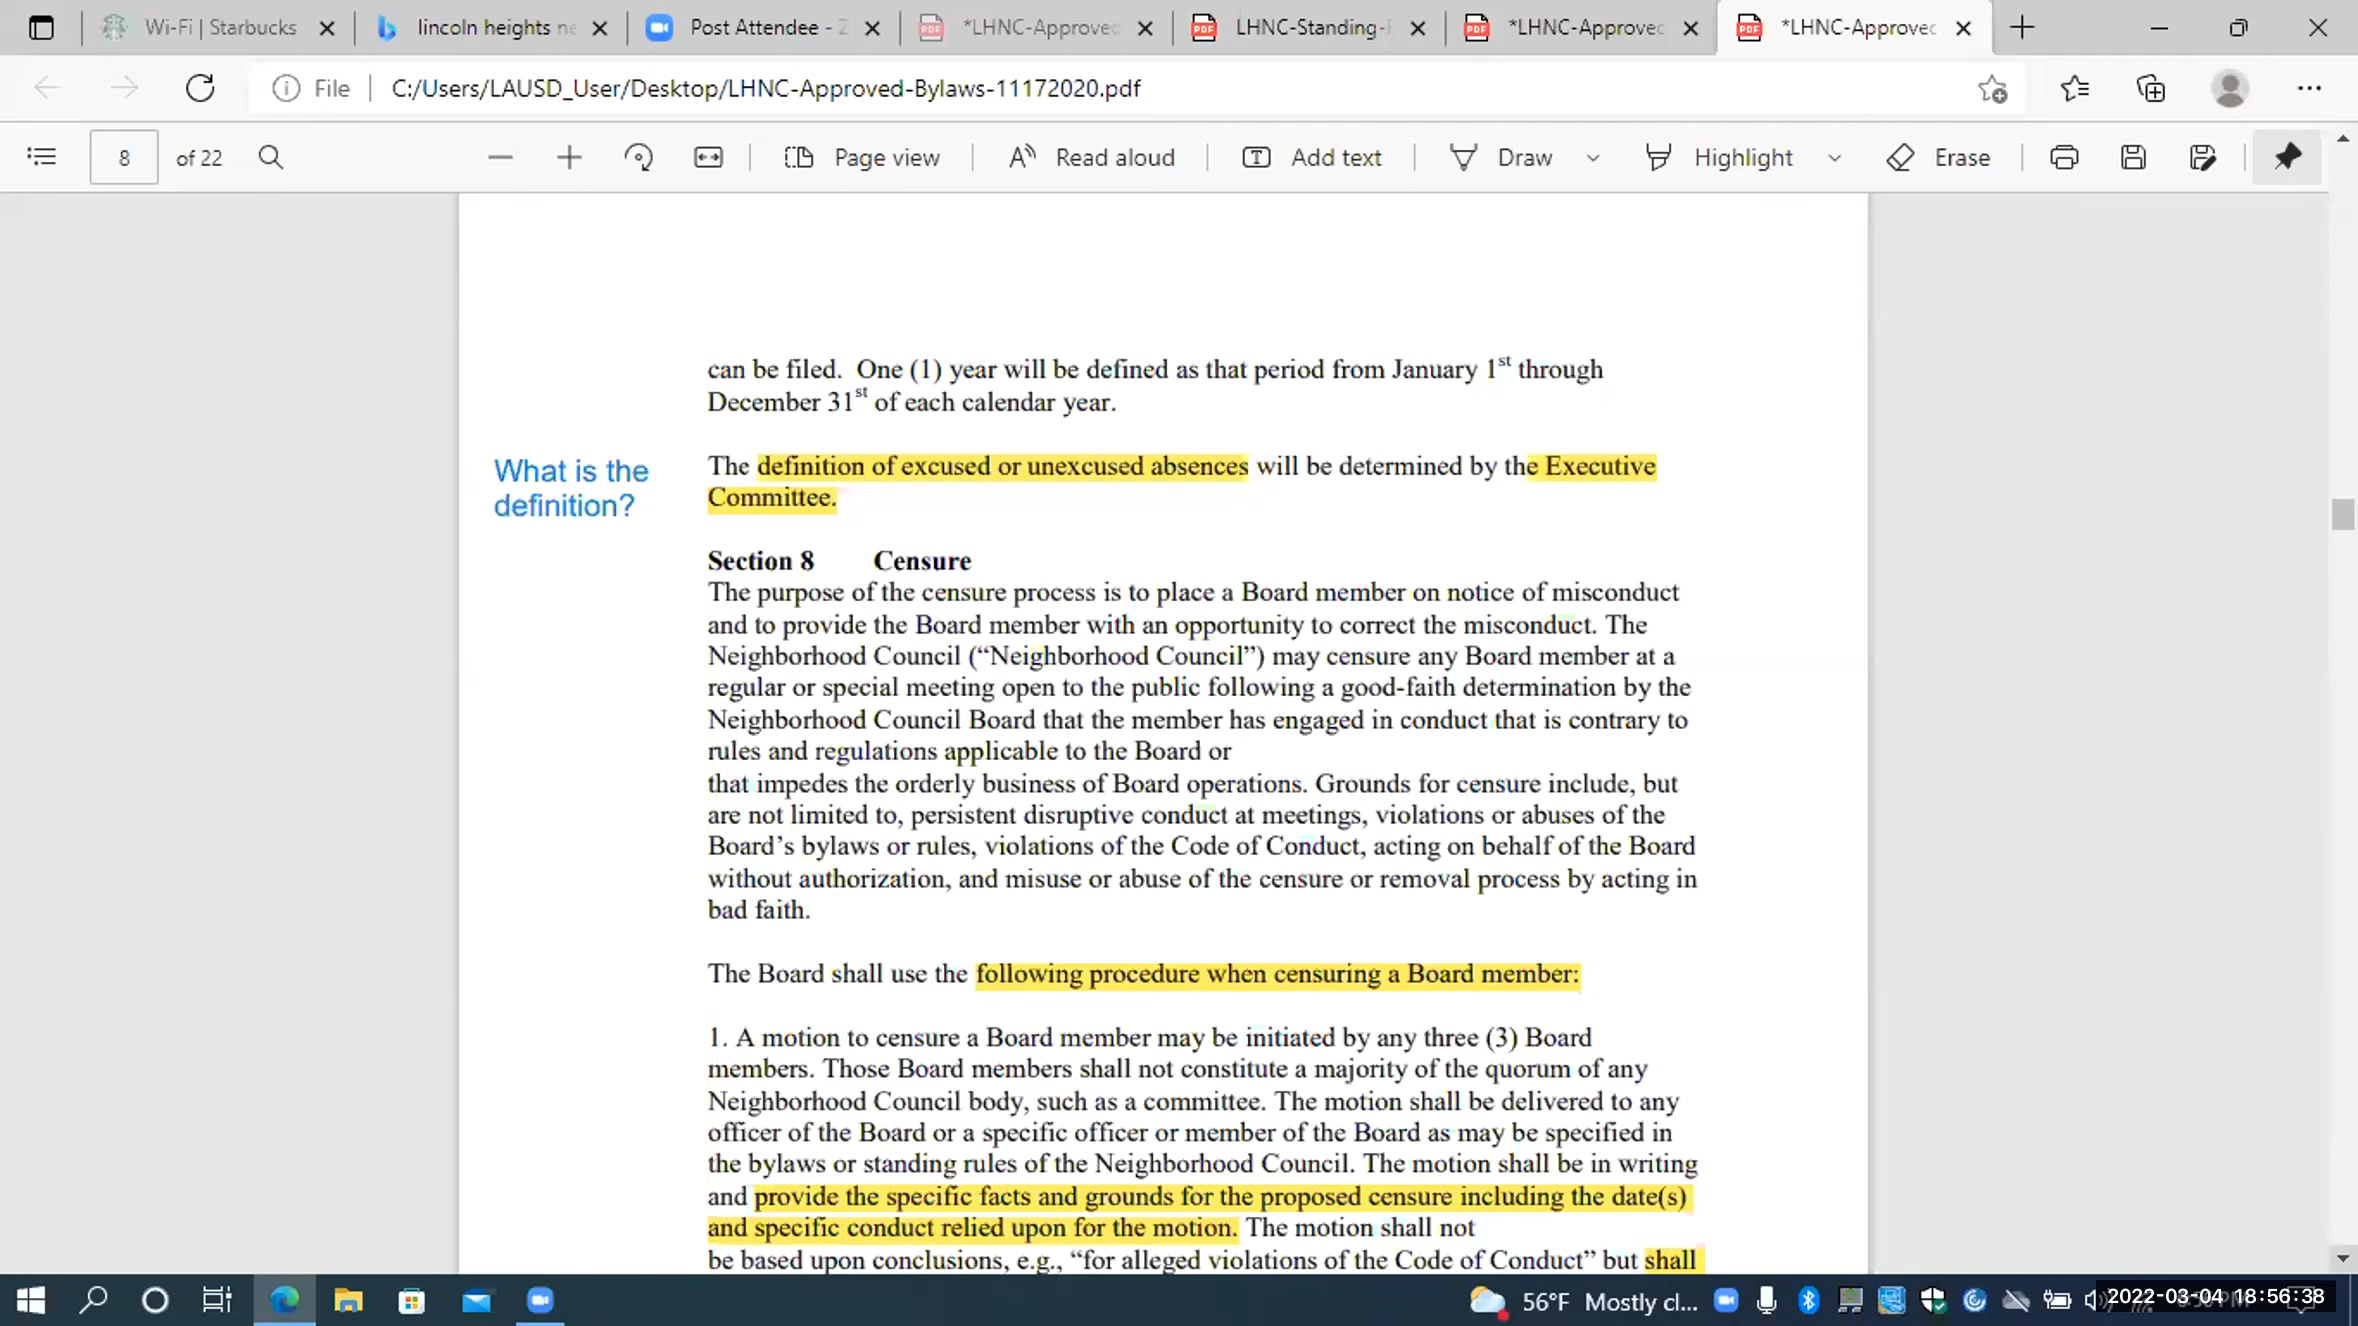 Wi-Fi | Starbucks
lincoln heights ne
Post Attendee - Z
*LHNC-Approved
LHNC-Standing-R
*LHNC-Approvec
*LHNC-Approvec
File
C:/Users/LAUSD_User/Desktop/LHNC-Approved-Bylaws-11172020.pdf
8 of 22
Page view
Read aloud
Add text
Draw
Highlight
Erase
can be filed. One (1) year will be defined as that period from January 1st through
December 31st of each calendar year.
What is the
definition?
The definition of excused or unexcused absences will be determined by the Executive
Committee.
Section 8 Censure
The purpose of the censure process is to place a Board member on notice of misconduct
and to provide the Board member with an opportunity to correct the misconduct. The
Neighborhood Council (“Neighborhood Council”) may censure any Board member at a
regular or special meeting open to the public following a good-faith determination by the
Neighborhood Council Board that the member has engaged in conduct that is contrary to
rules and regulations applicable to the Board or
that impedes the orderly business of Board operations. Grounds for censure include, but
are not limited to, persistent disruptive conduct at meetings, violations or abuses of the
Board’s bylaws or rules, violations of the Code of Conduct, acting on behalf of the Board
without authorization, and misuse or abuse of the censure or removal process by acting in
bad faith.
The Board shall use the following procedure when censuring a Board member:
1. A motion to censure a Board member may be initiated by any three (3) Board
members. Those Board members shall not constitute a majority of the quorum of any
Neighborhood Council body, such as a committee. The motion shall be delivered to any
officer of the Board or a specific officer or member of the Board as may be specified in
the bylaws or standing rules of the Neighborhood Council. The motion shall be in writing
and provide the specific facts and grounds for the proposed censure including the date(s)
and specific conduct relied upon for the motion. The motion shall not
be based upon conclusions, e.g., “for alleged violations of the Code of Conduct” but shall
56°F Mostly cl...
2022-03-04 18:56:38